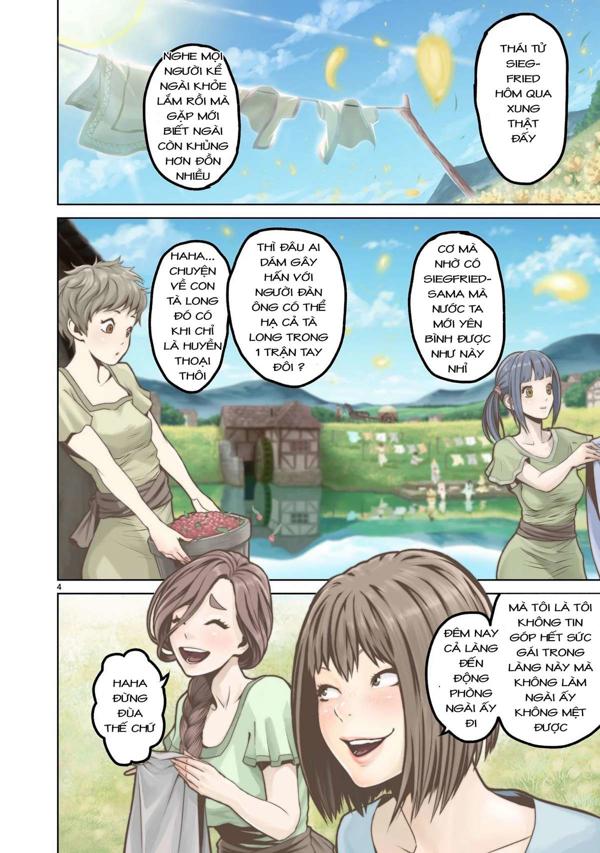 THÁI TỬ
SIEG-
FRIED
HÔM QUA
XUNG
THẬT
ĐẤY
NGHE MỌI
NGƯỜI KỂ
NGÀI KHỎE
LẮM RỒI MÀ
GẶP MỚI
BIẾT NGÀI
CÒN KHỦNG
HƠN ĐỒN
NHIỀU
CƠ MÀ
NHỜ CÓ
SIEGFRIED-
SAMA MÀ
NƯỚC TA
MỚI YÊN
BÌNH ĐƯỢC
NHƯ NÀY
NHỈ
THÌ ĐÂU AI
DÁM GÂY
HẤN VỚI
NGƯỜI ĐÀN
ÔNG CÓ THỂ
HẠ CẢ TÀ
LONG TRONG
1 TRẬN TAY
ĐÔI ?
HAHA...
CHUYỆN
VỀ CON
TÀ LONG
ĐÓ CÓ
KHI CHỈ
LÀ HUYỀN
THOẠI
THÔI
4
MÀ TÔI LÀ TÔI
KHÔNG TIN
GÓP HẾT SỨC
GÁI TRONG
LÀNG NÀY MÀ
KHÔNG LÀM
NGÀI ẤY
KHÔNG MỆT
ĐƯỢC
ĐÊM NAY
CẢ LÀNG
ĐẾN
ĐỘNG
PHÒNG
NGÀI ẤY
ĐI
HAHA
ĐỪNG
ĐÙA
THẾ CHỨ